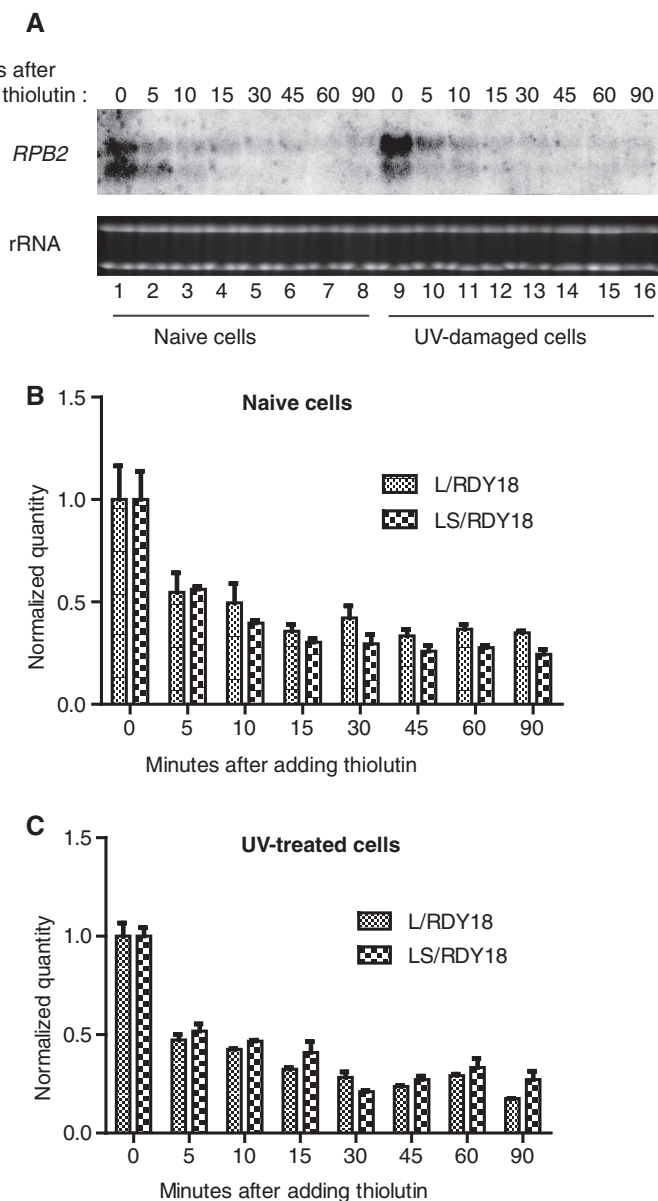 A
s after
thiolutin : 0 5 10 15 30 45 60 90 0 5 10 15 30 45 60 90
RPB2
rRNA
1 2 3 4 5 6 7 8 9 10 11 12 13 14 15 16
Naive cells UV-damaged cells
B
Naive cells
1.5
1.0
0.5
0.0
Normalized quantity
L/RDY18
LS/RDY18
0 5 10 15 30 45 60 90
Minutes after adding thiolutin
C
UV-treated cells
1.5
1.0
0.5
0.0
Normalized quantity
L/RDY18
LS/RDY18
0 5 10 15 30 45 60 90
Minutes after adding thiolutin